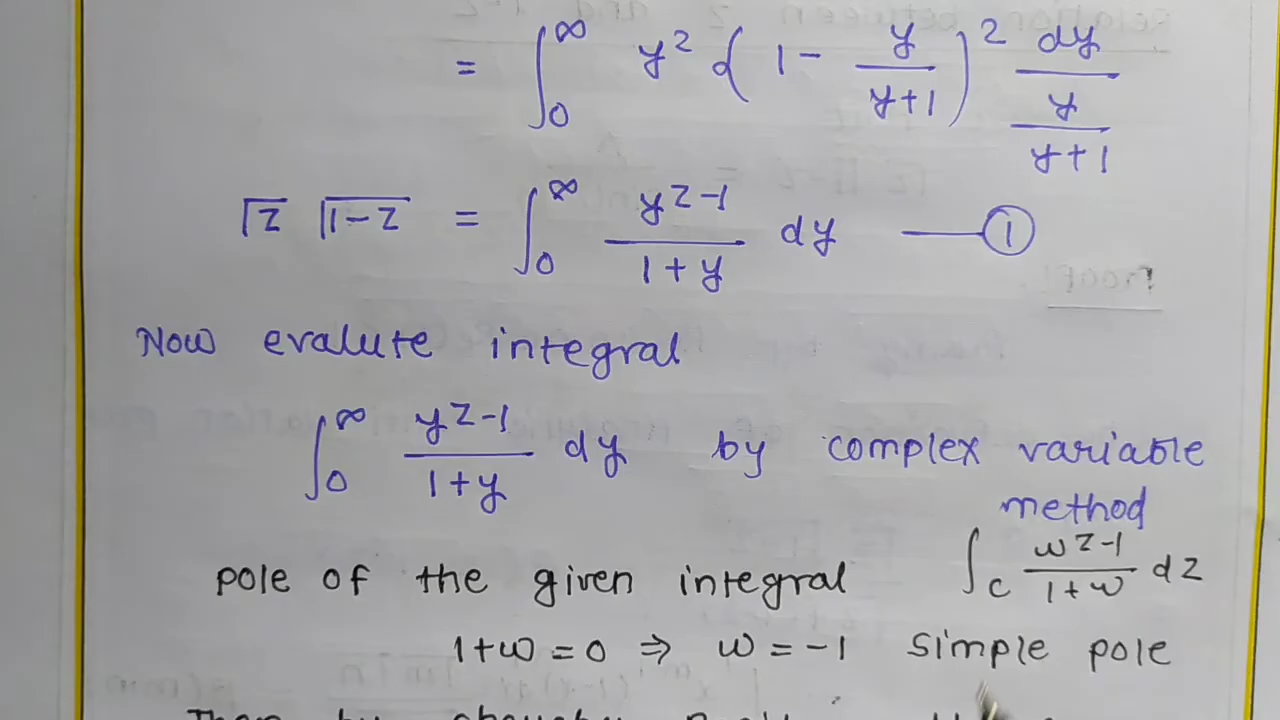 = ∫₀^∞ y² (1 - y/(y+1))² dy/(y/(y+1))
Γz Γ1-z = ∫₀^∞ y^(z-1)/(1+y) dy —— ①
Now evalute integral
∫₀^∞ y^(z-1)/(1+y) dy by complex variable
method
pole of the given integral ∫_C w^(z-1)/(1+w) dz
1+w = 0 ⇒ w = -1 simple pole